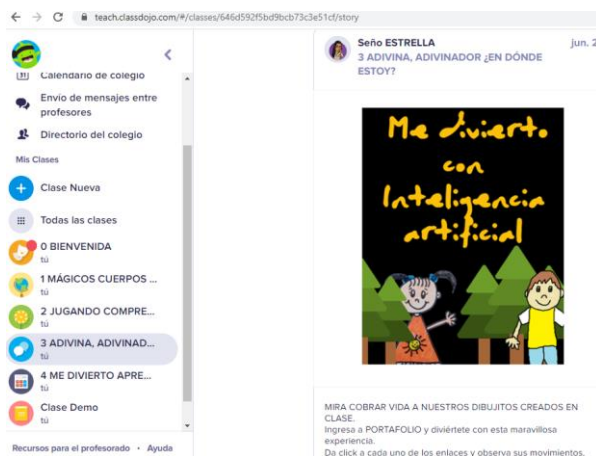 teach.classdojo.com/#/classes/646d592f5bd9bcb73c3e51cf/story
Calendario de colegio
Envío de mensajes entre
profesores
Directorio del colegio
Mis Clases
Clase Nueva
Todas las clases
0 BIENVENIDA
tú
1 MÁGICOS CUERPOS ...
tú
2 JUGANDO COMPRE...
tú
3 ADIVINA, ADIVINAD...
tú
4 ME DIVIERTO APRE...
tú
Clase Demo
tú
Recursos para el profesorado · Ayuda
Seño ESTRELLA
jun. 2
3 ADIVINA, ADIVINADOR ¿EN DÓNDE
ESTOY?
Me divierto
con
Inteligencia
artificial
MIRA COBRAR VIDA A NUESTROS DIBUJITOS CREADOS EN
CLASE.
Ingresa a PORTAFOLIO y diviértete con esta maravillosa
experiencia.
Da click a cada uno de los enlaces y observa sus movimientos.